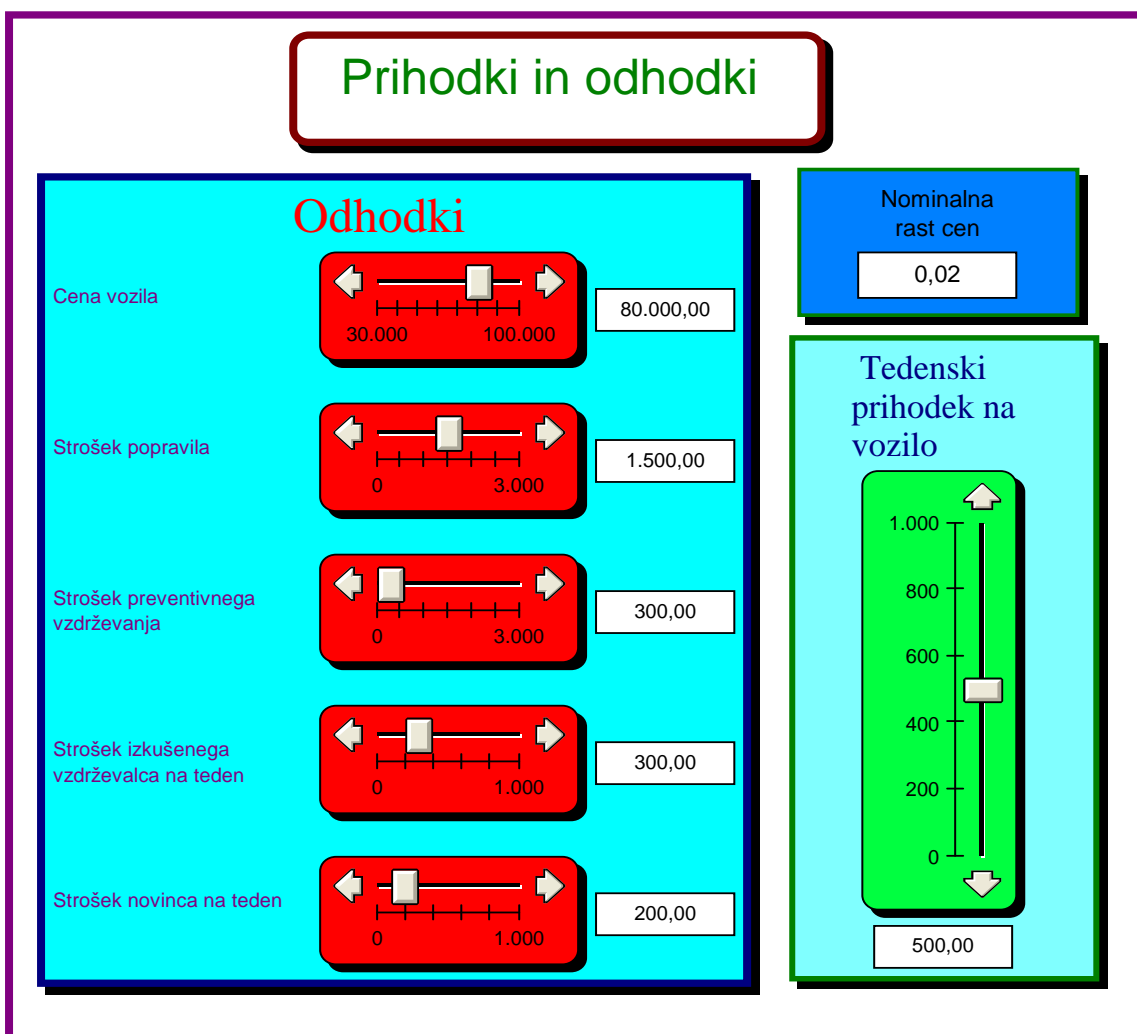 Prihodki in odhodki
Odhodki
Cena vozila
30.000 100.000
80.000,00
Strošek popravila
0 3.000
1.500,00
Strošek preventivnega
vzdrževanja
0 3.000
300,00
Strošek izkušenega
vzdrževalca na teden
0 1.000
300,00
Strošek novinca na teden
0 1.000
200,00
Nominalna
rast cen
0,02
Tedenski
prihodek na
vozilo
1.000
800
600
400
200
0
500,00